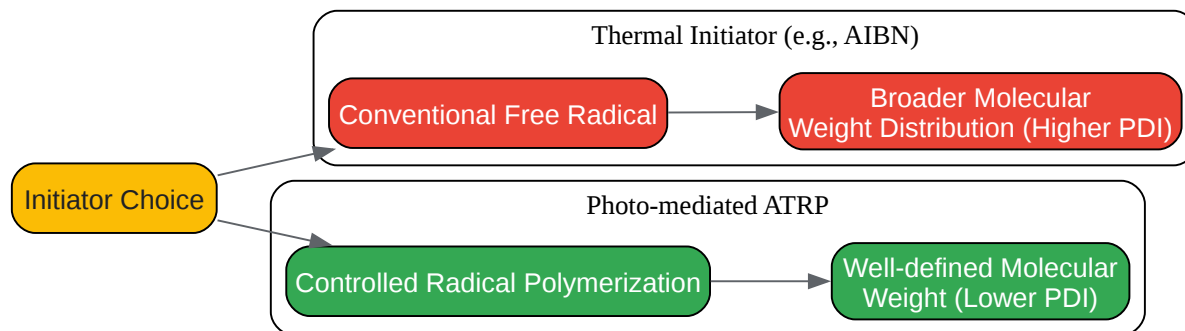 Thermal Initiator (e.g., AIBN)
Conventional Free Radical
Broader Molecular
Weight Distribution (Higher PDI)
Initiator Choice
Photo-mediated ATRP
Controlled Radical Polymerization
Well-defined Molecular
Weight (Lower PDI)